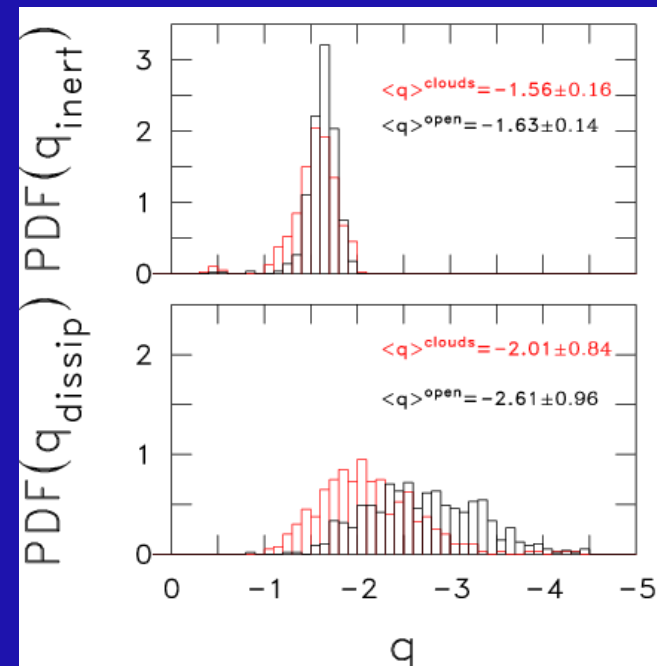 PDF(q_inert)
3
2
1
0
<q>^clouds=-1.56±0.16
<q>^open=-1.63±0.14
PDF(q_dissip)
2
1
0
<q>^clouds=-2.01±0.84
<q>^open=-2.61±0.96
0 -1 -2 -3 -4 -5
q